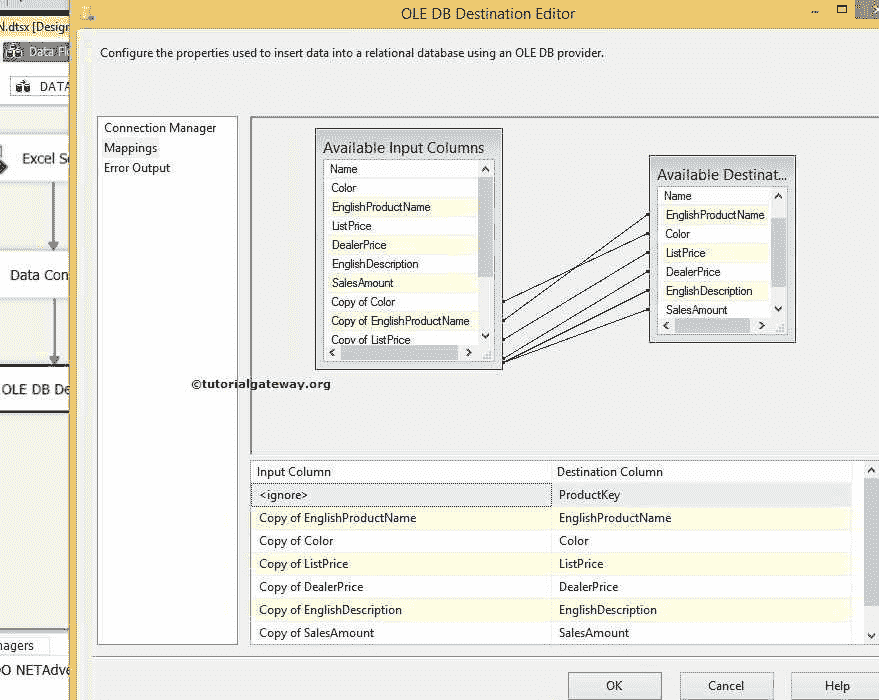 OLE DB Destination Editor
N.dtsx [Design
Configure the properties used to insert data into a relational database using an OLE DB provider.
Data Fl
DATA
Connection Manager
Mappings
Error Output
Excel S
Data Con
OLE DB De
Available Input Columns
Name
Color
EnglishProductName
ListPrice
DealerPrice
EnglishDescription
SalesAmount
Copy of Color
Copy of EnglishProductName
Copy of ListPrice
Available Destinat...
Name
EnglishProductName
Color
ListPrice
DealerPrice
EnglishDescription
SalesAmount
©tutorialgateway.org
Input Column Destination Column
<ignore> ProductKey
Copy of EnglishProductName EnglishProductName
Copy of Color Color
Copy of ListPrice ListPrice
Copy of DealerPrice DealerPrice
Copy of EnglishDescription EnglishDescription
Copy of SalesAmount SalesAmount
nagers
O NETAdve
OK Cancel Help